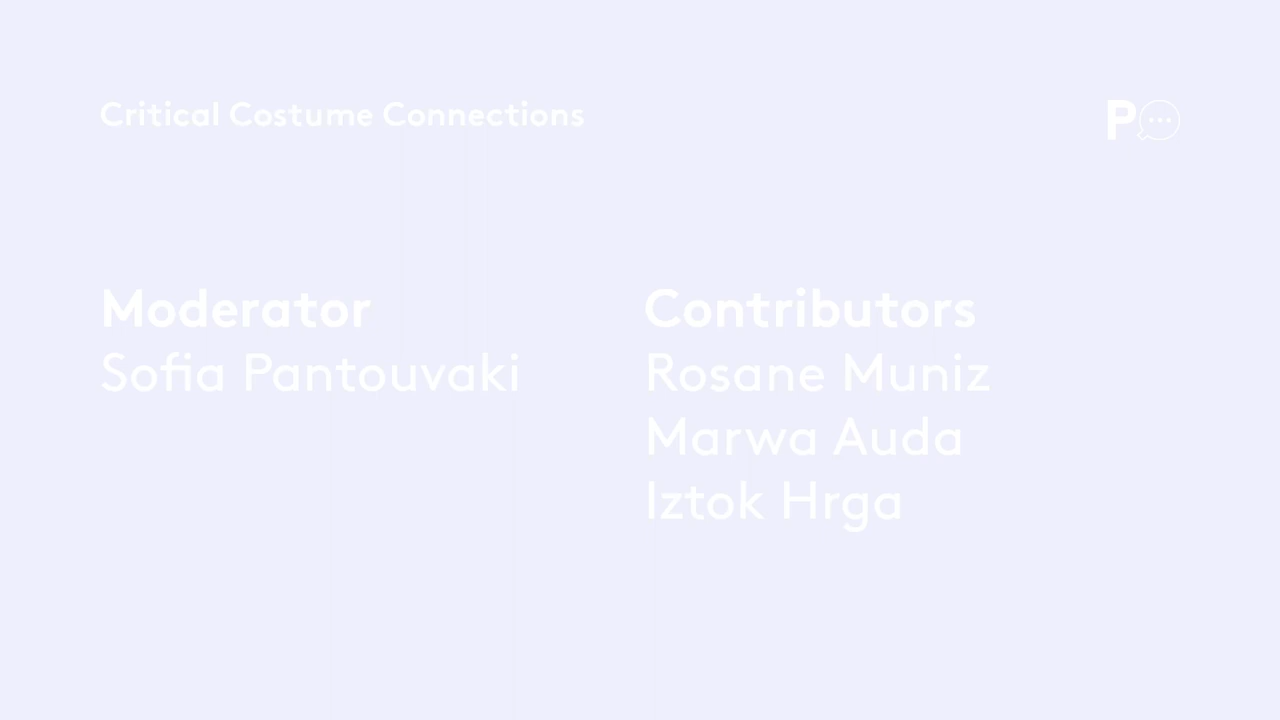 Critical Costume Connections
P
Moderator
Sofia Pantouvaki
Contributors
Rosane Muniz
Marwa Auda
Iztok Hrga